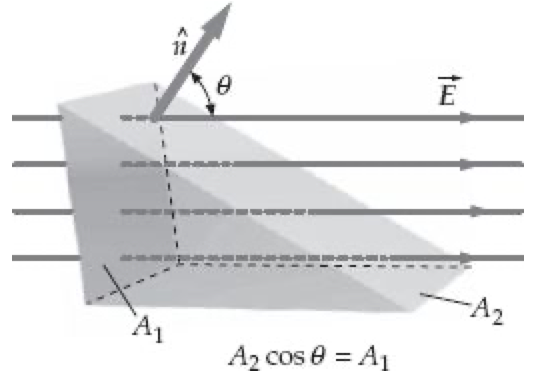 n̂
θ
E⃗
A₁
A₂
A₂ cos θ = A₁